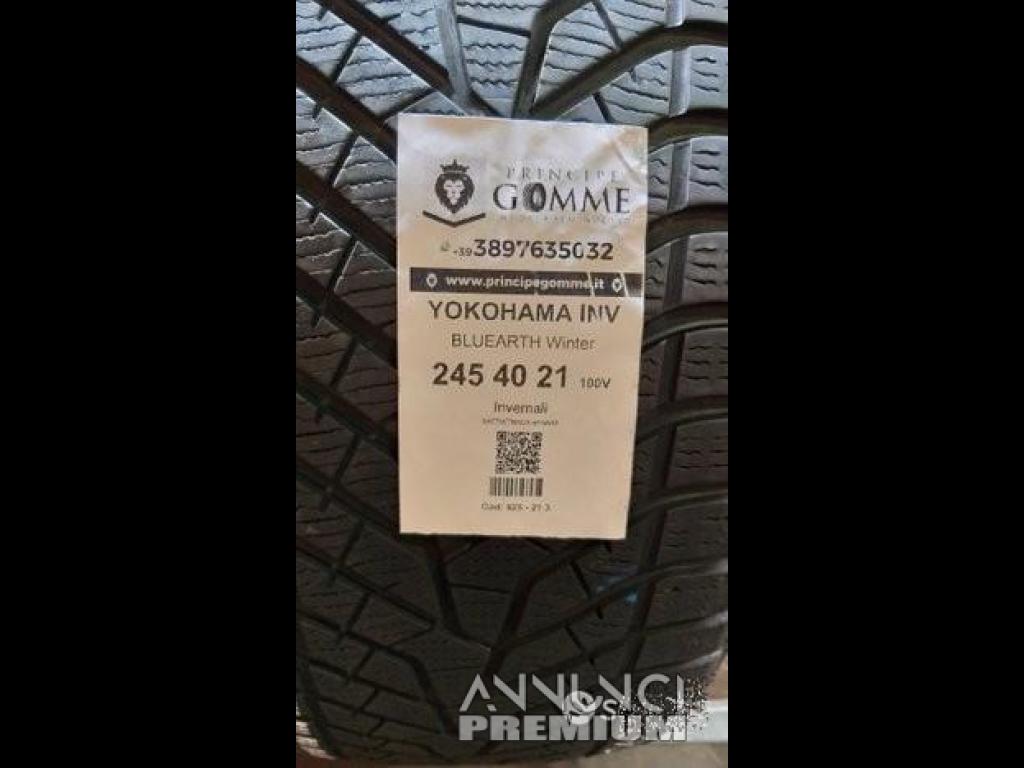 PRINCIPE
GOMME
+39 3897635032
www.principegomme.it
YOKOHAMA INV
BLUEARTH Winter
245 40 21 100V
Invernali
ANNUNCI
PREMIUM